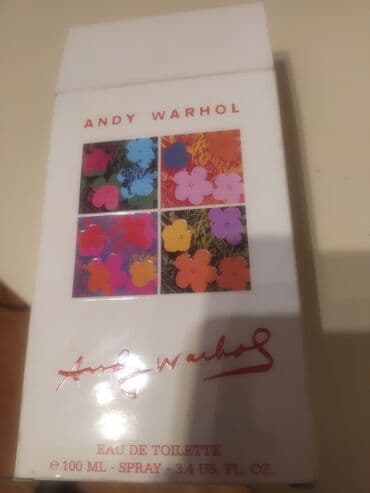 ANDY WARHOL
Andy Warhol
EAU DE TOILETTE
℮ 100 ML - SPRAY - 3.4 US. FL. OZ.